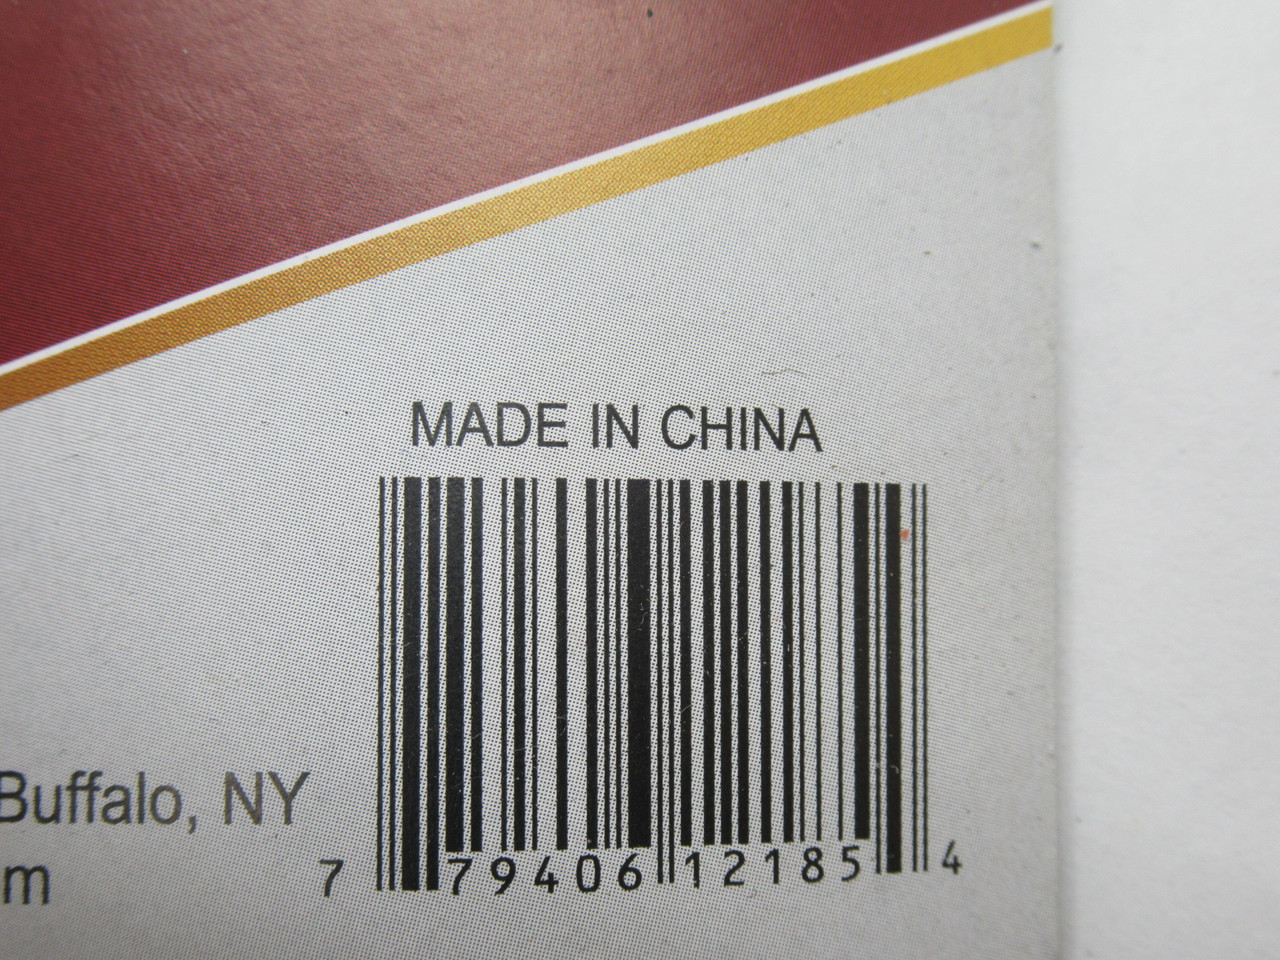 MADE IN CHINA
Buffalo, NY
m
7 79406 12185 4